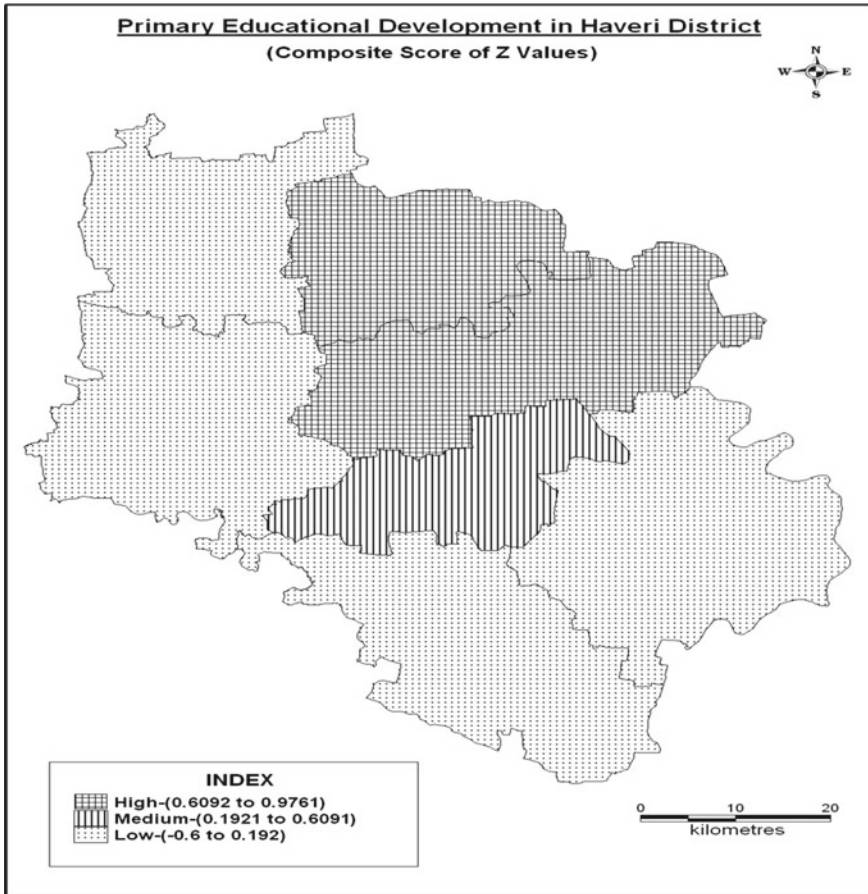 Primary Educational Development in Haveri District
(Composite Score of Z Values)
N
W E
S
INDEX
High-(0.6092 to 0.9761)
Medium-(0.1921 to 0.6091)
Low-(-0.6 to 0.192)
0 10 20
kilometres